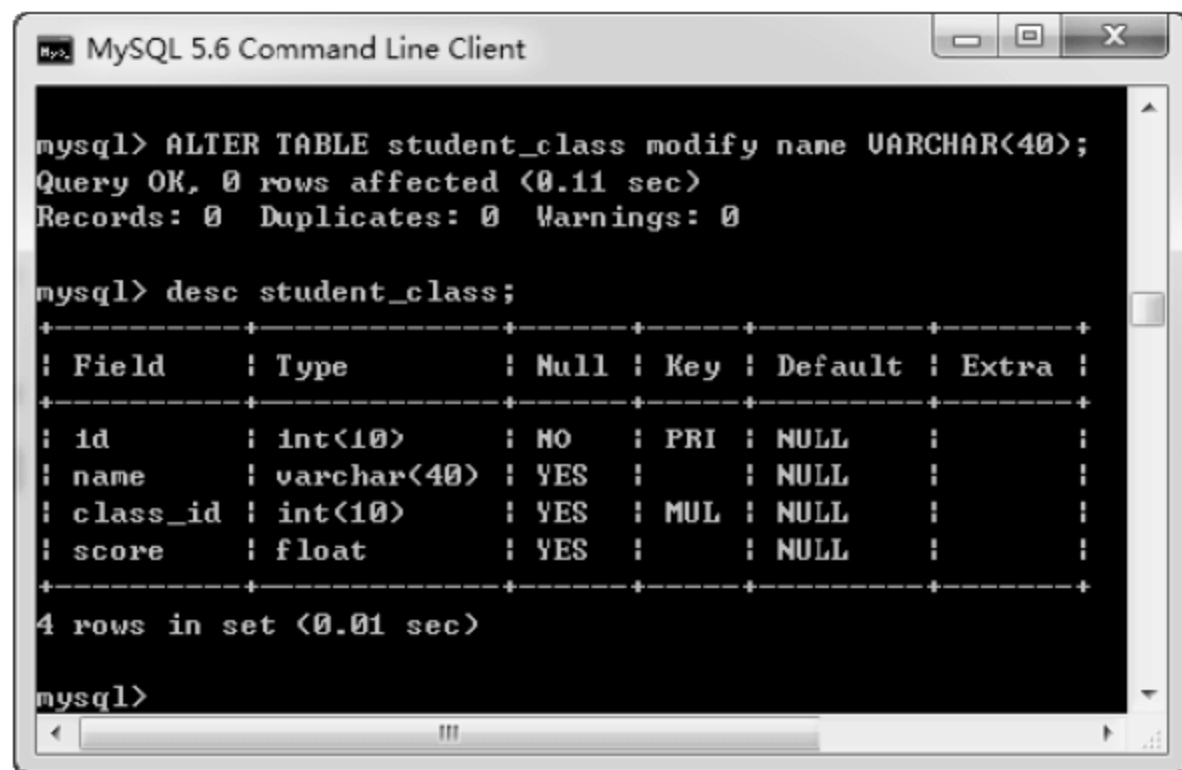 MySQL 5.6 Command Line Client
mysql> ALTER TABLE student_class modify name VARCHAR(40);
Query OK, 0 rows affected (0.11 sec)
Records: 0  Duplicates: 0  Warnings: 0
mysql> desc student_class;
+----------+-------------+------+-----+---------+-------+
| Field    | Type        | Null | Key | Default | Extra |
+----------+-------------+------+-----+---------+-------+
| id       | int(10)     | NO   | PRI | NULL    |       |
| name     | varchar(40) | YES  |     | NULL    |       |
| class_id | int(10)     | YES  | MUL | NULL    |       |
| score    | float       | YES  |     | NULL    |       |
+----------+-------------+------+-----+---------+-------+
4 rows in set (0.01 sec)
mysql>